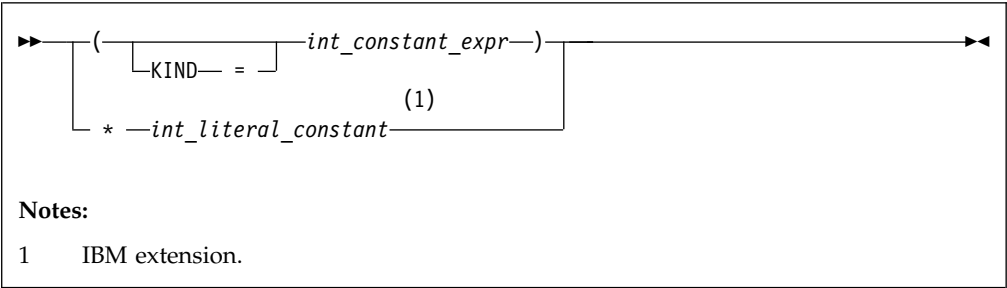 ( int_constant_expr )
KIND =
(1)
* int_literal_constant
Notes:
1 IBM extension.